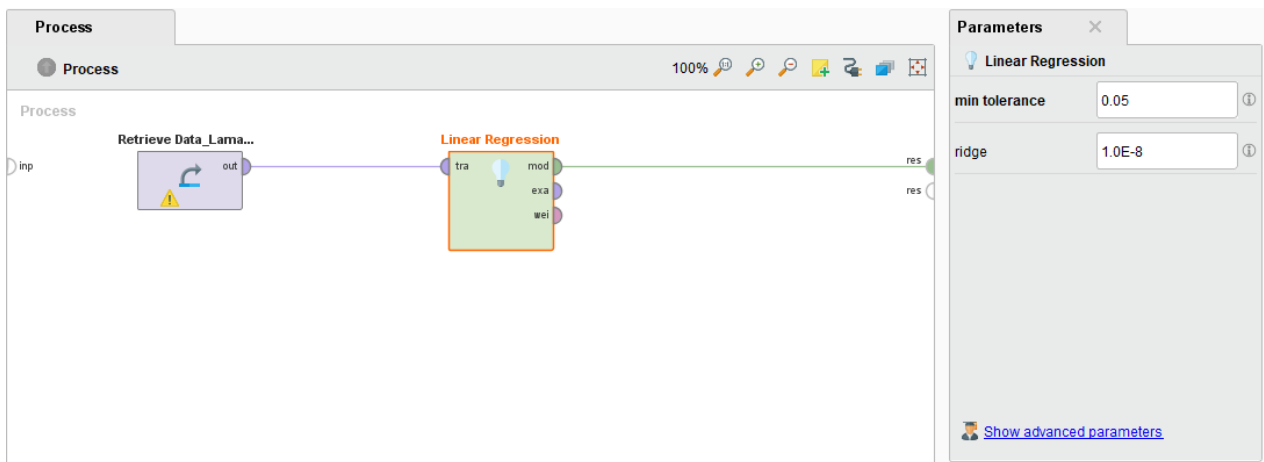 Process
Process
100%
Process
Retrieve Data_Lama...
Linear Regression
inp
out
tra
mod
exa
wei
res
res
Parameters
Linear Regression
min tolerance
0.05
ridge
1.0E-8
Show advanced parameters